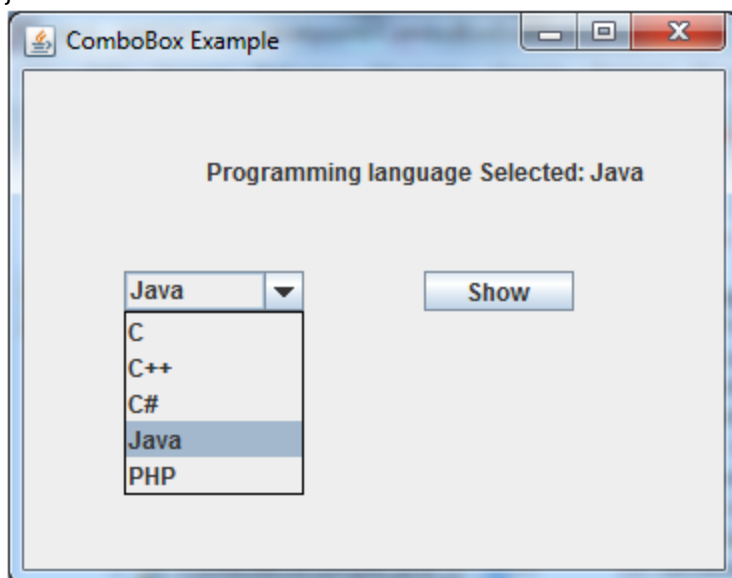 ComboBox Example
Programming language Selected: Java
Java
Show
C
C++
C#
Java
PHP